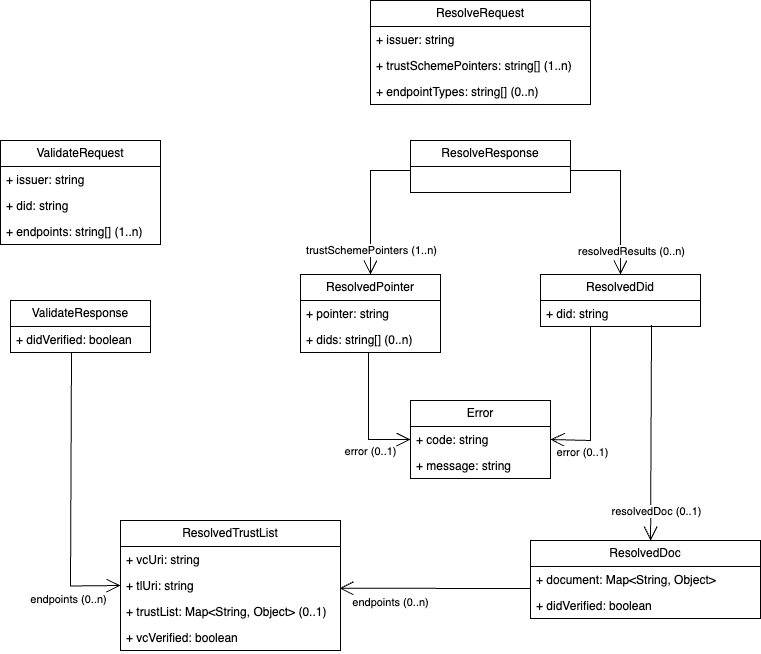 ResolveRequest
+ issuer: string
+ trustSchemePointers: string[] (1..n)
+ endpointTypes: string[] (0..n)
ValidateRequest
+ issuer: string
+ did: string
+ endpoints: string[] (1..n)
ResolveResponse
trustSchemePointers (1..n)
resolvedResults (0..n)
ResolvedPointer
+ pointer: string
+ dids: string[] (0..n)
ResolvedDid
+ did: string
ValidateResponse
+ didVerified: boolean
Error
+ code: string
+ message: string
error (0..1)
error (0..1)
resolvedDoc (0..1)
ResolvedTrustList
+ vcUri: string
+ tlUri: string
+ trustList: Map<String, Object> (0..1)
+ vcVerified: boolean
endpoints (0..n)
endpoints (0..n)
ResolvedDoc
+ document: Map<String, Object>
+ didVerified: boolean